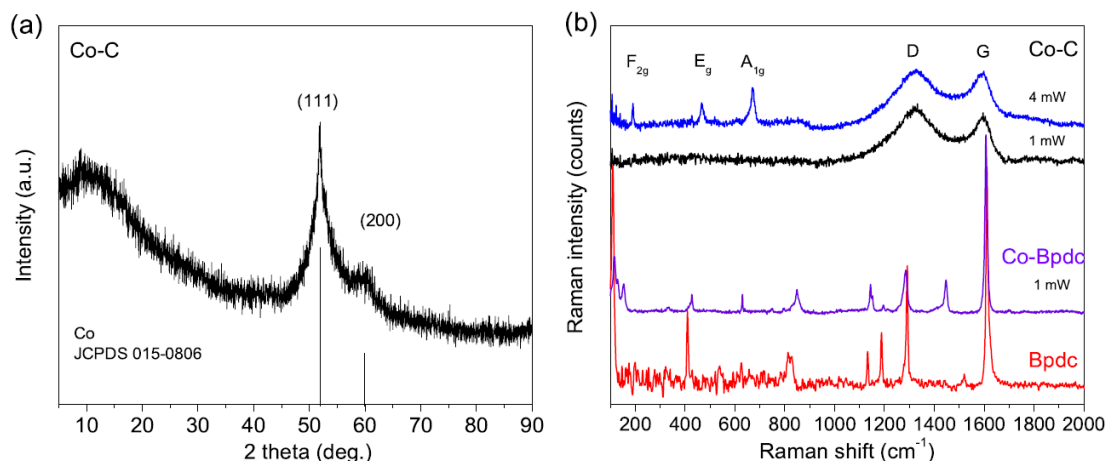 (a)
Co-C
(111)
(200)
Co
JCPDS 015-0806
Intensity (a.u.)
10 20 30 40 50 60 70 80 90
2 theta (deg.)
(b)
F2g Eg A1g D G Co-C
4 mW
1 mW
Co-Bpdc
1 mW
Bpdc
Raman intensity (counts)
200 400 600 800 1000 1200 1400 1600 1800 2000
Raman shift (cm-1)